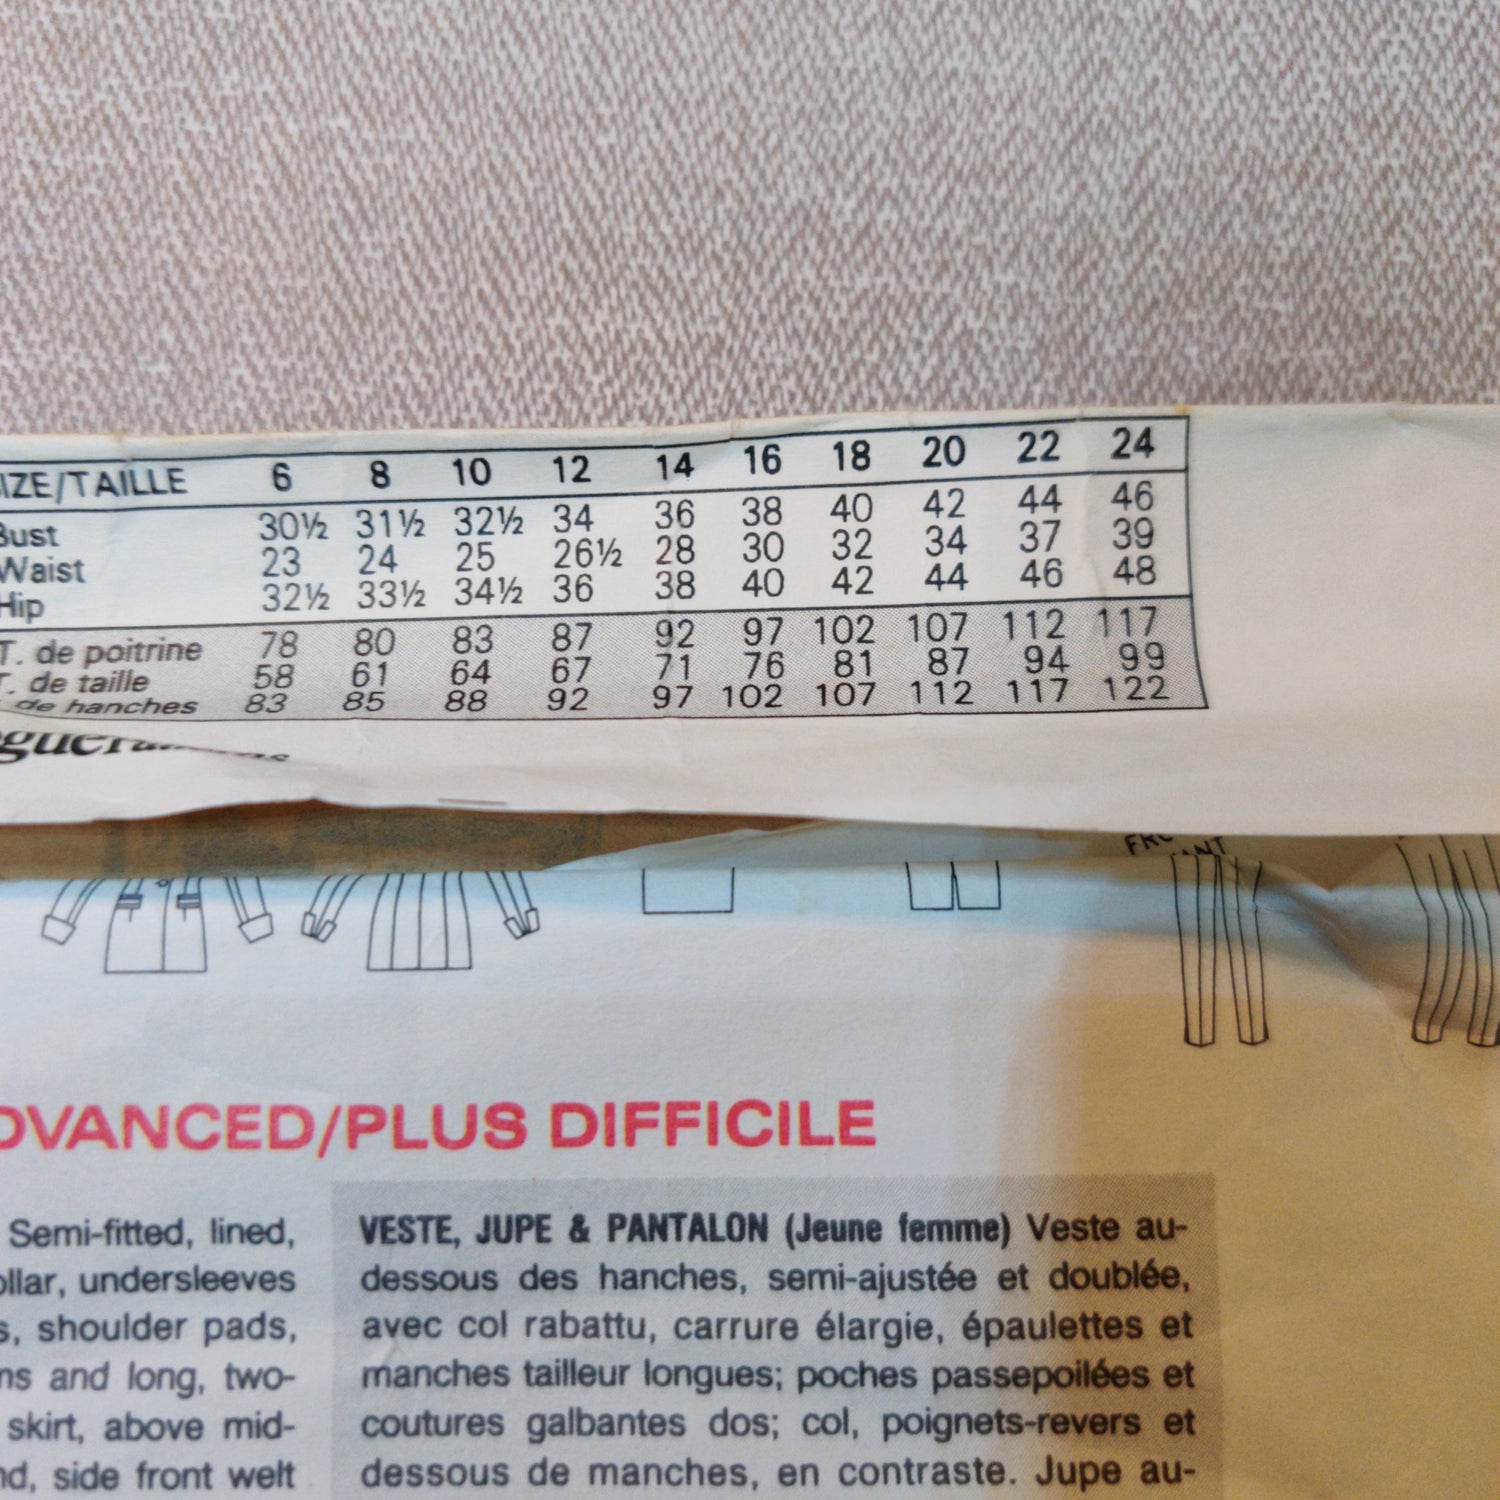 IZE/TAILLE 6 8 10 12 14 16 18 20 22 24
Bust 30½ 31½ 32½ 34 36 38 40 42 44 46
Waist 23 24 25 26½ 28 30 32 34 37 39
Hip 32½ 33½ 34½ 36 38 40 42 44 46 48
T. de poitrine 78 80 83 87 92 97 102 107 112 117
T. de taille 58 61 64 67 71 76 81 87 94 99
de hanches 83 85 88 92 97 102 107 112 117 122
DVANCED/PLUS DIFFICILE
Semi-fitted, lined,
ollar, undersleeves
s, shoulder pads,
ns and long, two-
skirt, above mid-
nd, side front welt
VESTE, JUPE & PANTALON (Jeune femme) Veste au-
dessous des hanches, semi-ajustée et doublée,
avec col rabattu, carrure élargie, épaulettes et
manches tailleur longues; poches passepoilées et
coutures galbantes dos; col, poignets-revers et
dessous de manches, en contraste. Jupe au-